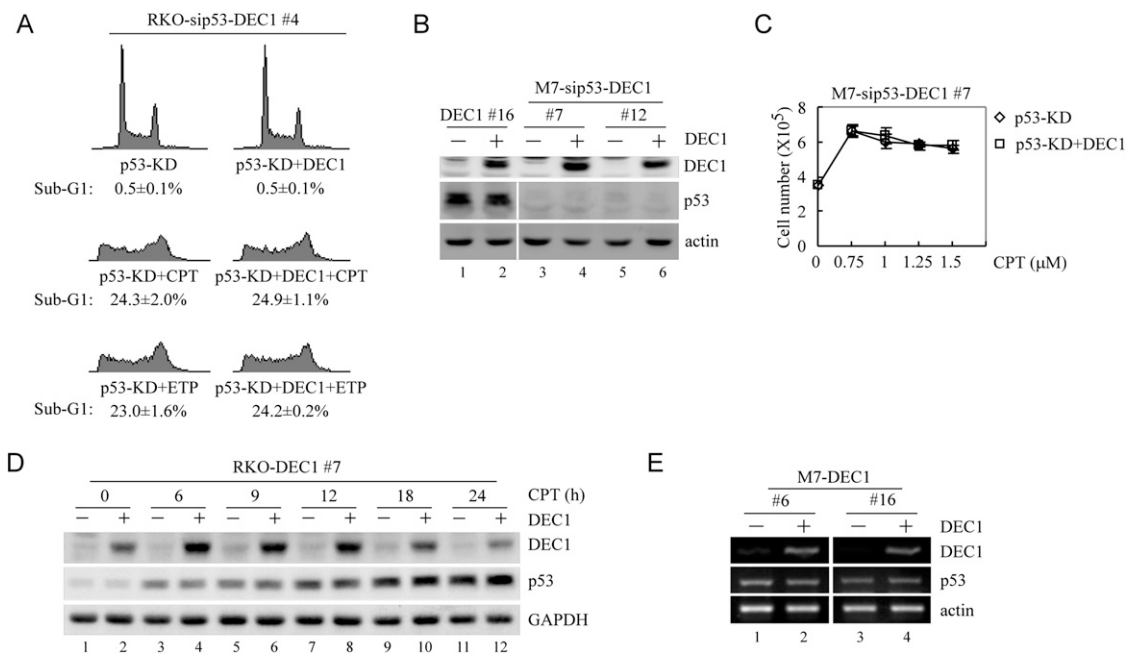 A
RKO-sip53-DEC1 #4
p53-KD p53-KD+DEC1
Sub-G1: 0.5±0.1% 0.5±0.1%
p53-KD+CPT p53-KD+DEC1+CPT
Sub-G1: 24.3±2.0% 24.9±1.1%
p53-KD+ETP p53-KD+DEC1+ETP
Sub-G1: 23.0±1.6% 24.2±0.2%
B
M7-sip53-DEC1
DEC1 #16 #7 #12
− + − + − + DEC1
DEC1
p53
actin
1 2 3 4 5 6
C
M7-sip53-DEC1 #7
Cell number (X10^5)
8
6
4
2
0
0 0.75 1 1.25 1.5 CPT (μM)
p53-KD
p53-KD+DEC1
D
RKO-DEC1 #7
0 6 9 12 18 24 CPT (h)
− + − + − + − + − + − + DEC1
DEC1
p53
GAPDH
1 2 3 4 5 6 7 8 9 10 11 12
E
M7-DEC1
#6 #16
− + − + DEC1
DEC1
p53
actin
1 2 3 4